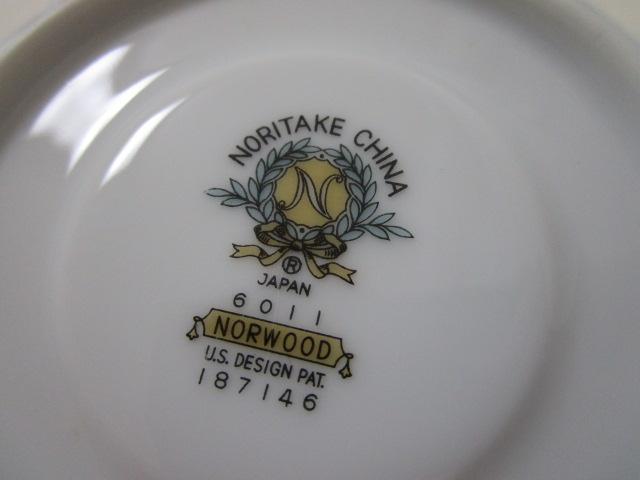 NORITAKE CHINA
N
®
JAPAN
6011
NORWOOD
U.S. DESIGN PAT.
187146